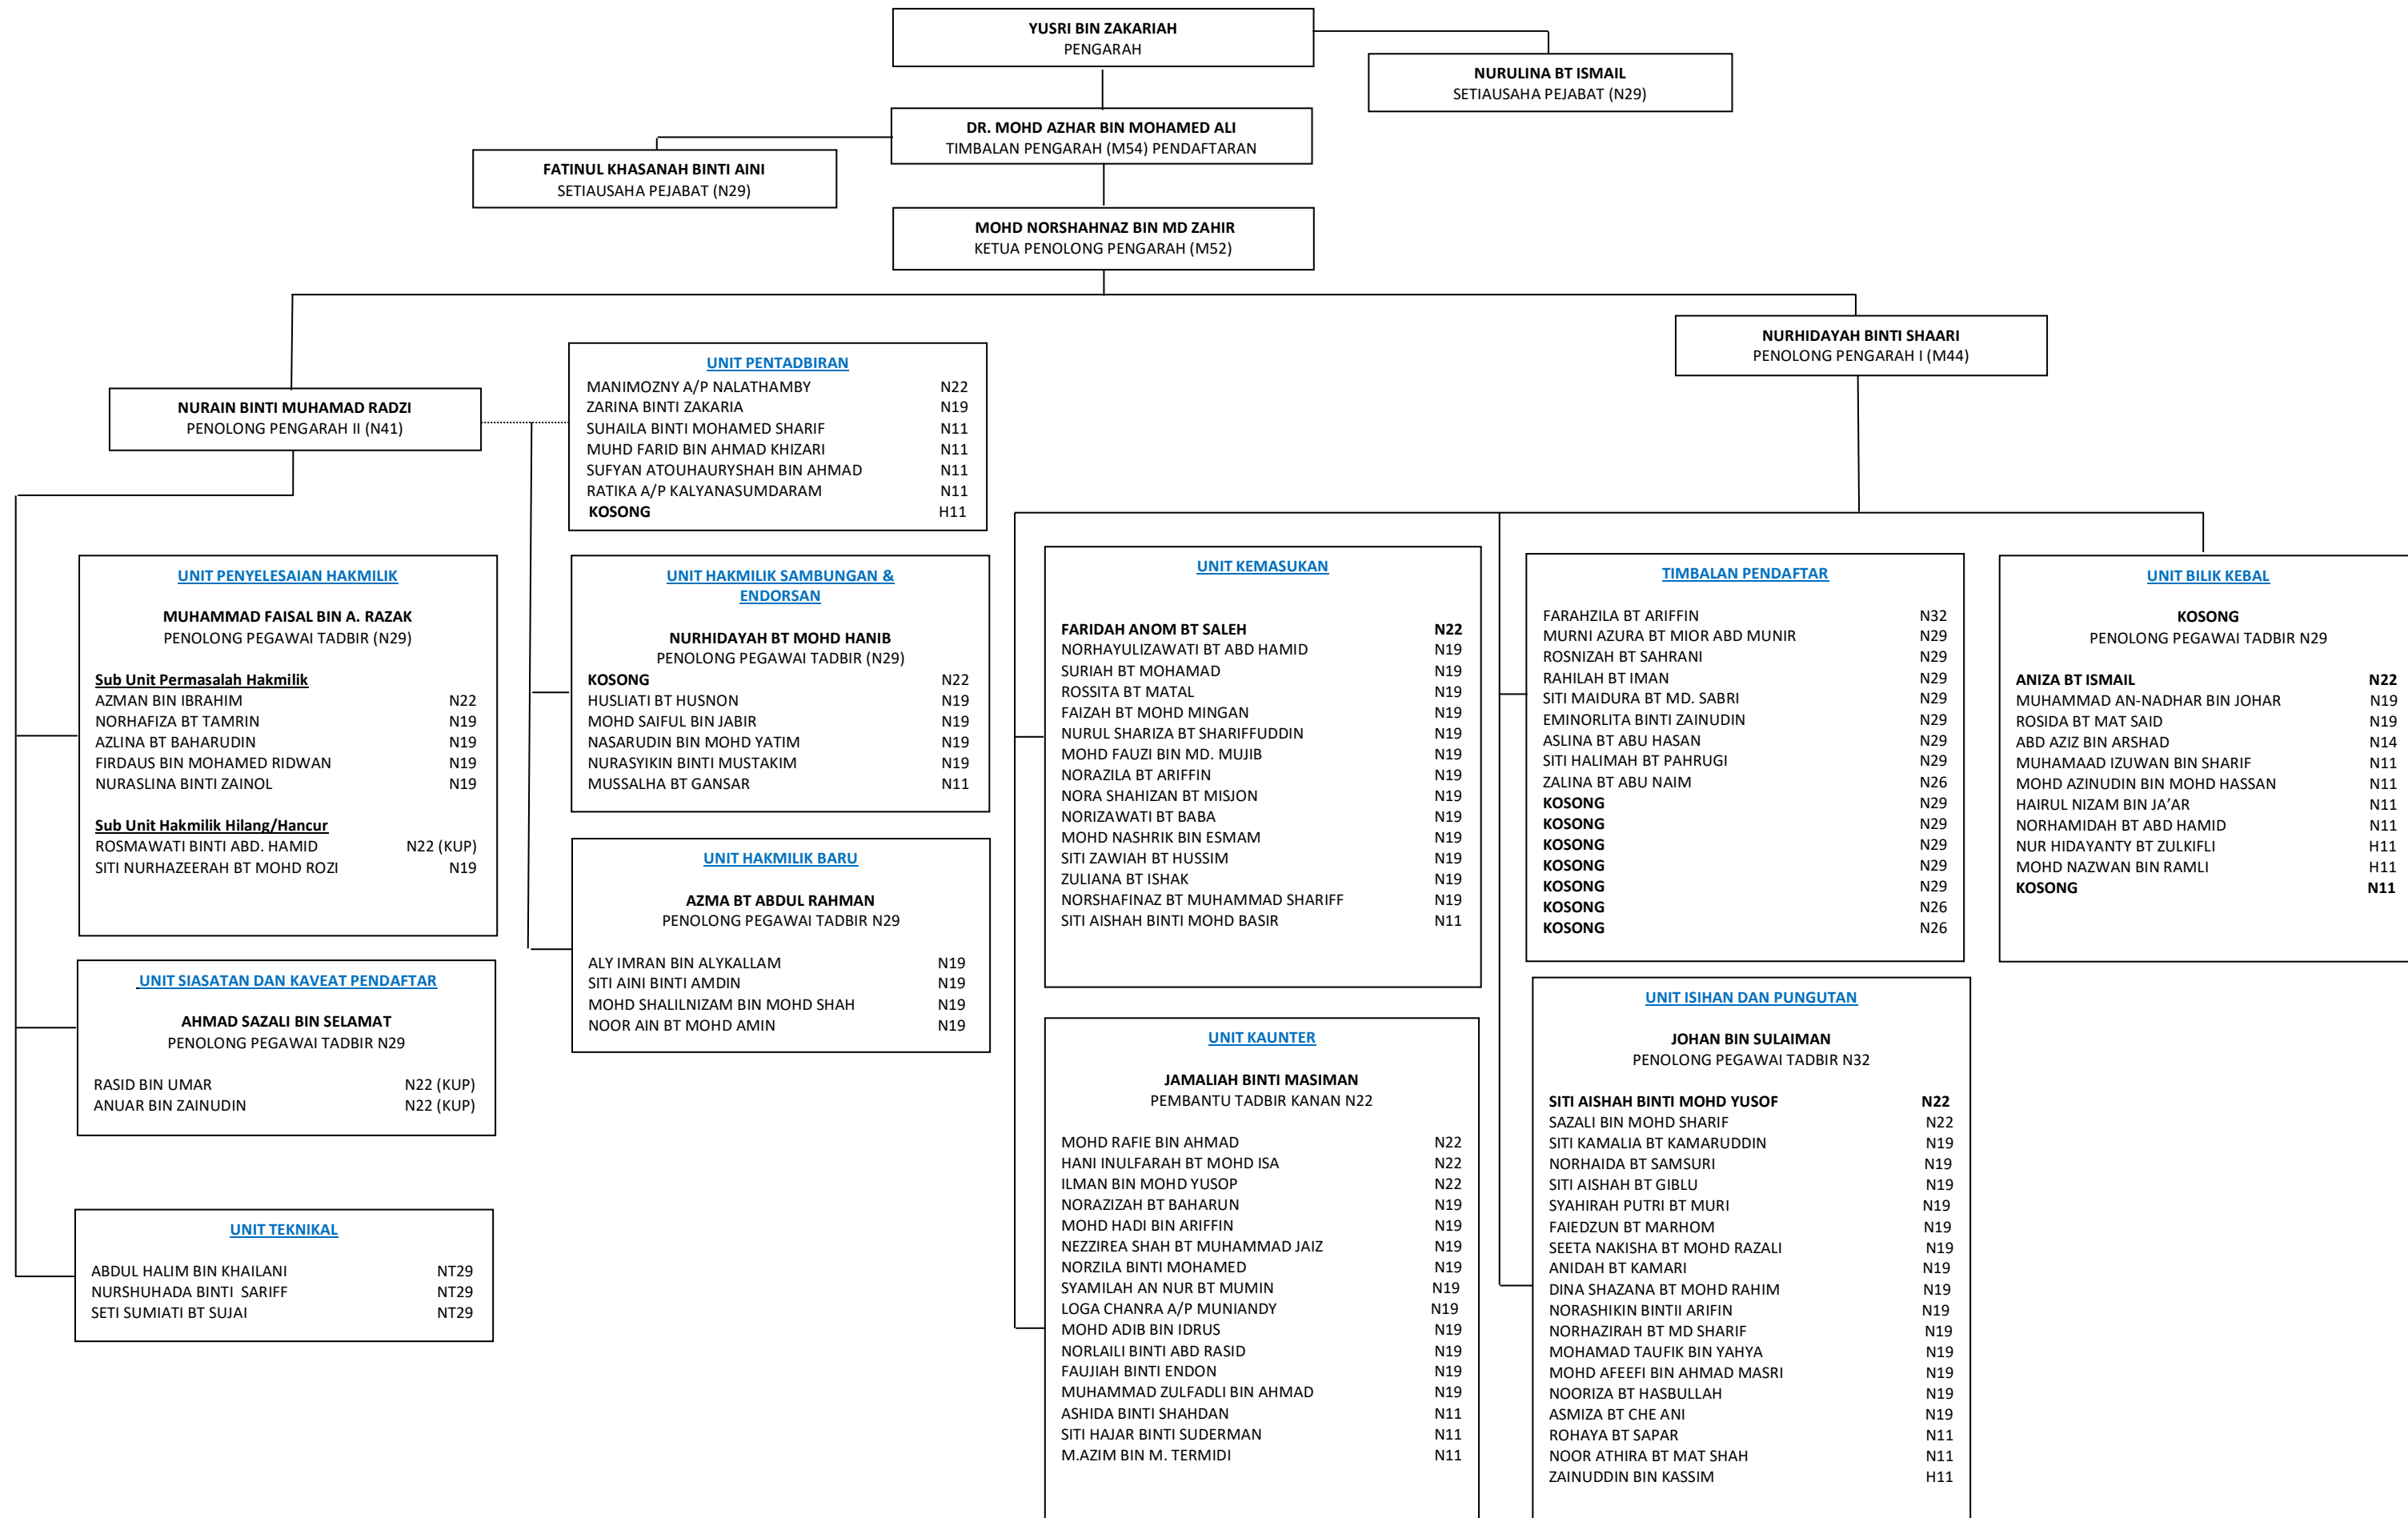 YUSRI BIN ZAKARIAH
PENGARAH
NURULINA BT ISMAIL
SETIAUSAHA PEJABAT (N29)
DR. MOHD AZHAR BIN MOHAMED ALI
TIMBALAN PENGARAH (M54) PENDAFTARAN
FATINUL KHASANAH BINTI AINI
SETIAUSAHA PEJABAT (N29)
MOHD NORSHAHNAZ BIN MD ZAHIR
KETUA PENOLONG PENGARAH (M52)
NURHIDAYAH BINTI SHAARI
PENOLONG PENGARAH I (M44)
NURAIN BINTI MUHAMAD RADZI
PENOLONG PENGARAH II (N41)
UNIT PENTADBIRAN
MANIMOZNY A/P NALATHAMBY N22
ZARINA BINTI ZAKARIA N19
SUHAILA BINTI MOHAMED SHARIF N11
MUHD FARID BIN AHMAD KHIZARI N11
SUFYAN ATOUHAURYSHAH BIN AHMAD N11
RATIKA A/P KALYANASUMDARAM N11
KOSONG H11
UNIT PENYELESAIAN HAKMILIK
MUHAMMAD FAISAL BIN A. RAZAK
PENOLONG PEGAWAI TADBIR (N29)
Sub Unit Permasalah Hakmilik
AZMAN BIN IBRAHIM N22
NORHAFIZA BT TAMRIN N19
AZLINA BT BAHARUDIN N19
FIRDAUS BIN MOHAMED RIDWAN N19
NURASLINA BINTI ZAINOL N19
Sub Unit Hakmilik Hilang/Hancur
ROSMAWATI BINTI ABD. HAMID N22 (KUP)
SITI NURHAZEERAH BT MOHD ROZI N19
UNIT SIASATAN DAN KAVEAT PENDAFTAR
AHMAD SAZALI BIN SELAMAT
PENOLONG PEGAWAI TADBIR N29
RASID BIN UMAR N22 (KUP)
ANUAR BIN ZAINUDIN N22 (KUP)
UNIT TEKNIKAL
ABDUL HALIM BIN KHAILANI NT29
NURSHUHADA BINTI SARIFF NT29
SETI SUMIATI BT SUJAI NT29
UNIT HAKMILIK SAMBUNGAN &
ENDORSAN
NURHIDAYAH BT MOHD HANIB
PENOLONG PEGAWAI TADBIR (N29)
KOSONG N22
HUSLIATI BT HUSNON N19
MOHD SAIFUL BIN JABIR N19
NASARUDIN BIN MOHD YATIM N19
NURASYIKIN BINTI MUSTAKIM N19
MUSSALHA BT GANSAR N11
UNIT HAKMILIK BARU
AZMA BT ABDUL RAHMAN
PENOLONG PEGAWAI TADBIR N29
ALY IMRAN BIN ALYKALLAM N19
SITI AINI BINTI AMDIN N19
MOHD SHALILNIZAM BIN MOHD SHAH N19
NOOR AIN BT MOHD AMIN N19
UNIT KEMASUKAN
FARIDAH ANOM BT SALEH N22
NORHAYULIZAWATI BT ABD HAMID N19
SURIAH BT MOHAMAD N19
ROSSITA BT MATAL N19
FAIZAH BT MOHD MINGAN N19
NURUL SHARIZA BT SHARIFFUDDIN N19
MOHD FAUZI BIN MD. MUJIB N19
NORAZILA BT ARIFFIN N19
NORA SHAHIZAN BT MISJON N19
NORIZAWATI BT BABA N19
MOHD NASHRIK BIN ESMAM N19
SITI ZAWIAH BT HUSSIM N19
ZULIANA BT ISHAK N19
NORSHAFINAZ BT MUHAMMAD SHARIFF N19
SITI AISHAH BINTI MOHD BASIR N11
UNIT KAUNTER
JAMALIAH BINTI MASIMAN
PEMBANTU TADBIR KANAN N22
MOHD RAFIE BIN AHMAD N22
HANI INULFARAH BT MOHD ISA N22
ILMAN BIN MOHD YUSOP N22
NORAZIZAH BT BAHARUN N19
MOHD HADI BIN ARIFFIN N19
NEZZIREA SHAH BT MUHAMMAD JAIZ N19
NORZILA BINTI MOHAMED N19
SYAMILAH AN NUR BT MUMIN N19
LOGA CHANRA A/P MUNIANDY N19
MOHD ADIB BIN IDRUS N19
NORLAILI BINTI ABD RASID N19
FAUJIAH BINTI ENDON N19
MUHAMMAD ZULFADLI BIN AHMAD N19
ASHIDA BINTI SHAHDAN N11
SITI HAJAR BINTI SUDERMAN N11
M.AZIM BIN M. TERMIDI N11
TIMBALAN PENDAFTAR
FARAHZILA BT ARIFFIN N32
MURNI AZURA BT MIOR ABD MUNIR N29
ROSNIZAH BT SAHRANI N29
RAHILAH BT IMAN N29
SITI MAIDURA BT MD. SABRI N29
EMINORLITA BINTI ZAINUDIN N29
ASLINA BT ABU HASAN N29
SITI HALIMAH BT PAHRUGI N29
ZALINA BT ABU NAIM N26
KOSONG N29
KOSONG N29
KOSONG N29
KOSONG N29
KOSONG N29
KOSONG N26
KOSONG N26
UNIT ISIHAN DAN PUNGUTAN
JOHAN BIN SULAIMAN
PENOLONG PEGAWAI TADBIR N32
SITI AISHAH BINTI MOHD YUSOF N22
SAZALI BIN MOHD SHARIF N22
SITI KAMALIA BT KAMARUDDIN N19
NORHAIDA BT SAMSURI N19
SITI AISHAH BT GIBLU N19
SYAHIRAH PUTRI BT MURI N19
FAIEDZUN BT MARHOM N19
SEETA NAKISHA BT MOHD RAZALI N19
ANIDAH BT KAMARI N19
DINA SHAZANA BT MOHD RAHIM N19
NORASHIKIN BINTII ARIFIN N19
NORHAZIRAH BT MD SHARIF N19
MOHAMAD TAUFIK BIN YAHYA N19
MOHD AFEEFI BIN AHMAD MASRI N19
NOORIZA BT HASBULLAH N19
ASMIZA BT CHE ANI N19
ROHAYA BT SAPAR N11
NOOR ATHIRA BT MAT SHAH N11
ZAINUDDIN BIN KASSIM H11
UNIT BILIK KEBAL
KOSONG
PENOLONG PEGAWAI TADBIR N29
ANIZA BT ISMAIL N22
MUHAMMAD AN-NADHAR BIN JOHAR N19
ROSIDA BT MAT SAID N19
ABD AZIZ BIN ARSHAD N14
MUHAMAAD IZUWAN BIN SHARIF N11
MOHD AZINUDIN BIN MOHD HASSAN N11
HAIRUL NIZAM BIN JA’AR N11
NORHAMIDAH BT ABD HAMID N11
NUR HIDAYANTY BT ZULKIFLI H11
MOHD NAZWAN BIN RAMLI H11
KOSONG N11